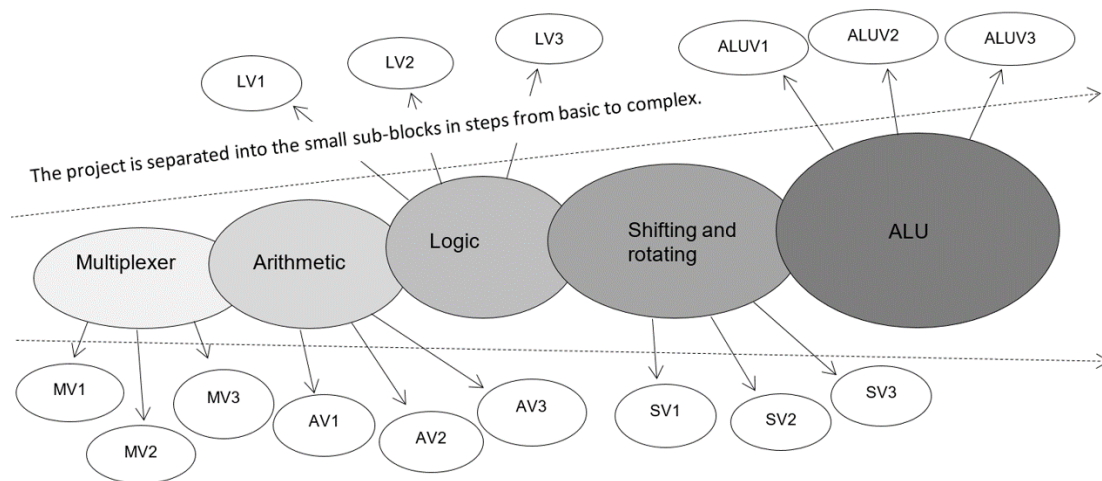 LV1
LV2
LV3
ALUV1
ALUV2
ALUV3
The project is separated into the small sub-blocks in steps from basic to complex.
Multiplexer
Arithmetic
Logic
Shifting and
rotating
ALU
MV1
MV2
MV3
AV1
AV2
AV3
SV1
SV2
SV3